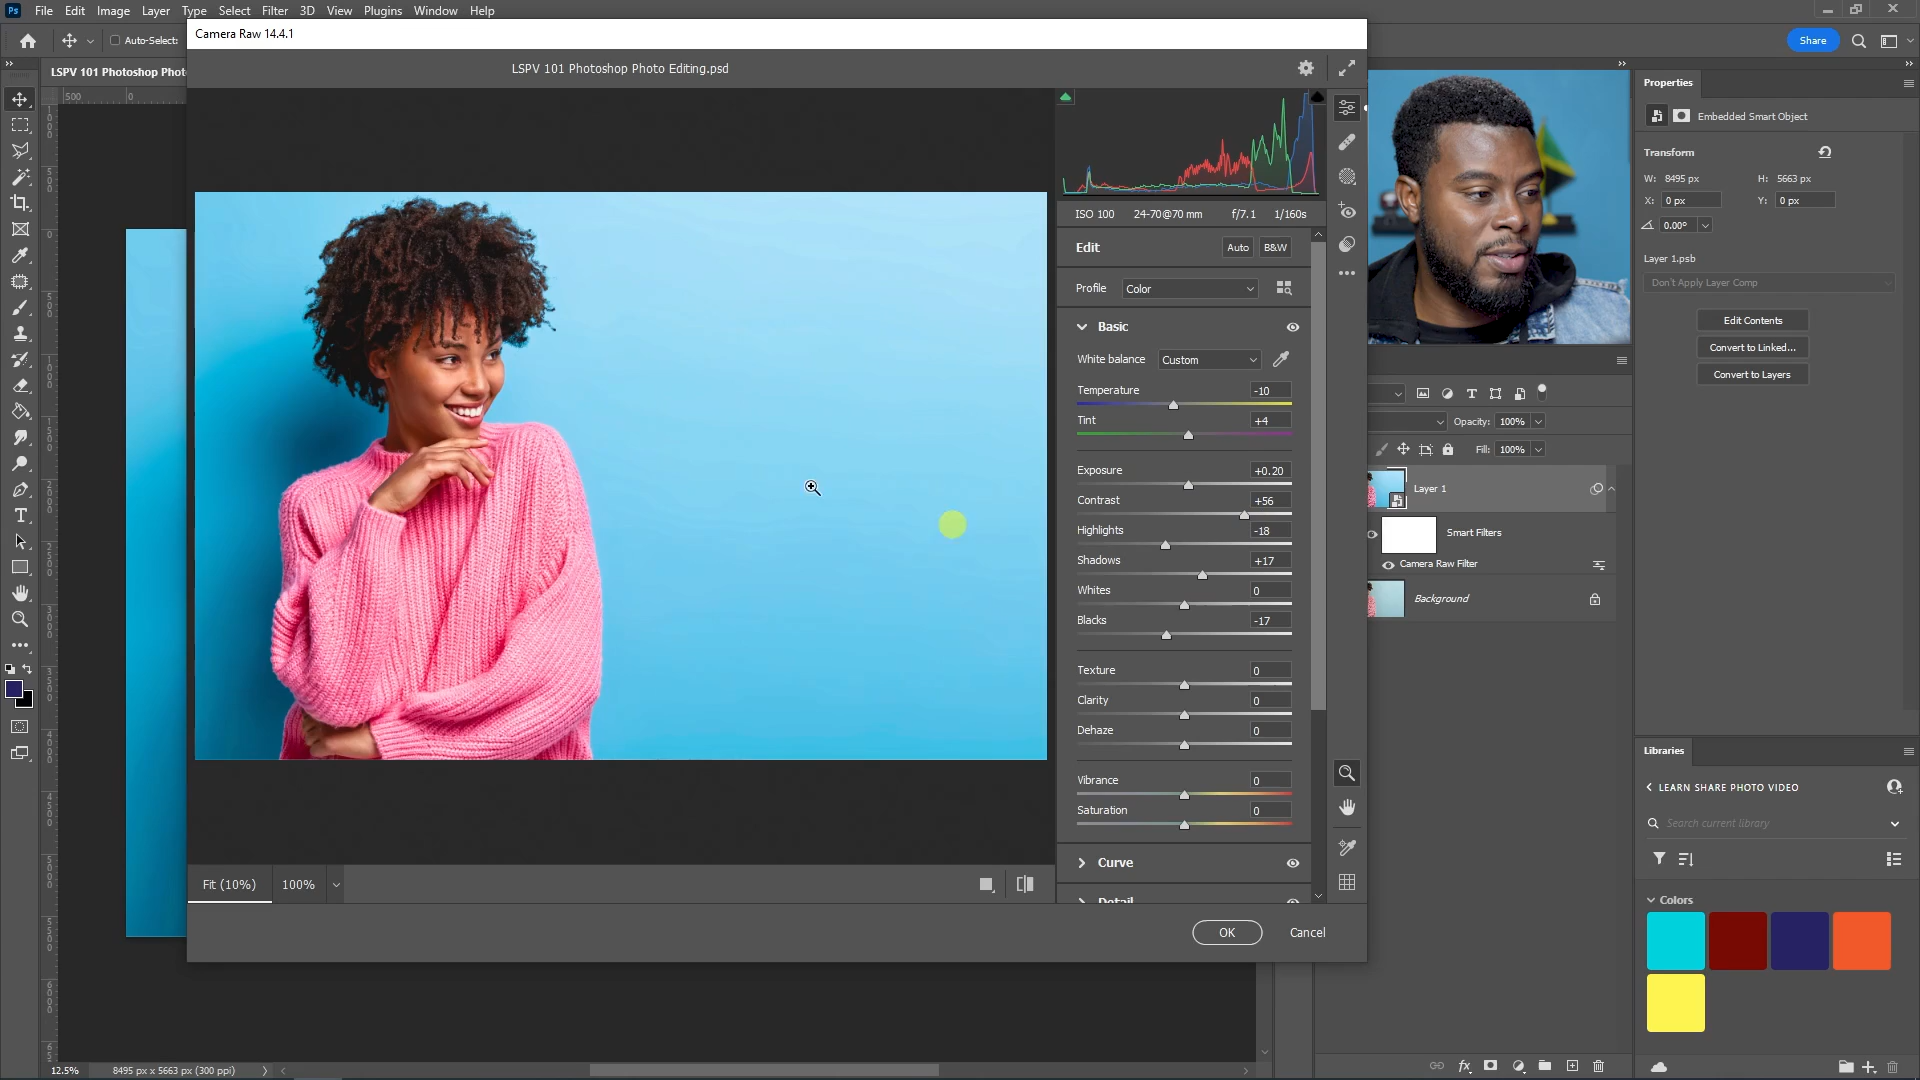 Ps File Edit Image Layer Type Select Filter 3D View Plugins Window Help
Auto-Select:
Share
LSPV 101 Photoshop Phot
Camera Raw 14.4.1
LSPV 101 Photoshop Photo Editing.psd
500 0
ISO 100 24-70@70 mm f/7.1 1/160s
Edit Auto B&W
Profile Color
Basic
White balance Custom
Temperature -10
Tint +4
Exposure +0.20
Contrast +56
Highlights -18
Shadows +17
Whites 0
Blacks -17
Texture 0
Clarity 0
Dehaze 0
Vibrance 0
Saturation 0
Curve
Detail
Fit (10%) 100%
OK Cancel
Opacity: 100%
Fill: 100%
Layer 1
Smart Filters
Camera Raw Filter
Background
Properties
Embedded Smart Object
Transform
W: 8495 px H: 5663 px
X: 0 px Y: 0 px
0.00°
Layer 1.psb
Don't Apply Layer Comp
Edit Contents
Convert to Linked...
Convert to Layers
Libraries
LEARN SHARE PHOTO VIDEO
Search current library
Colors
12.5% 8495 px x 5663 px (300 ppi)